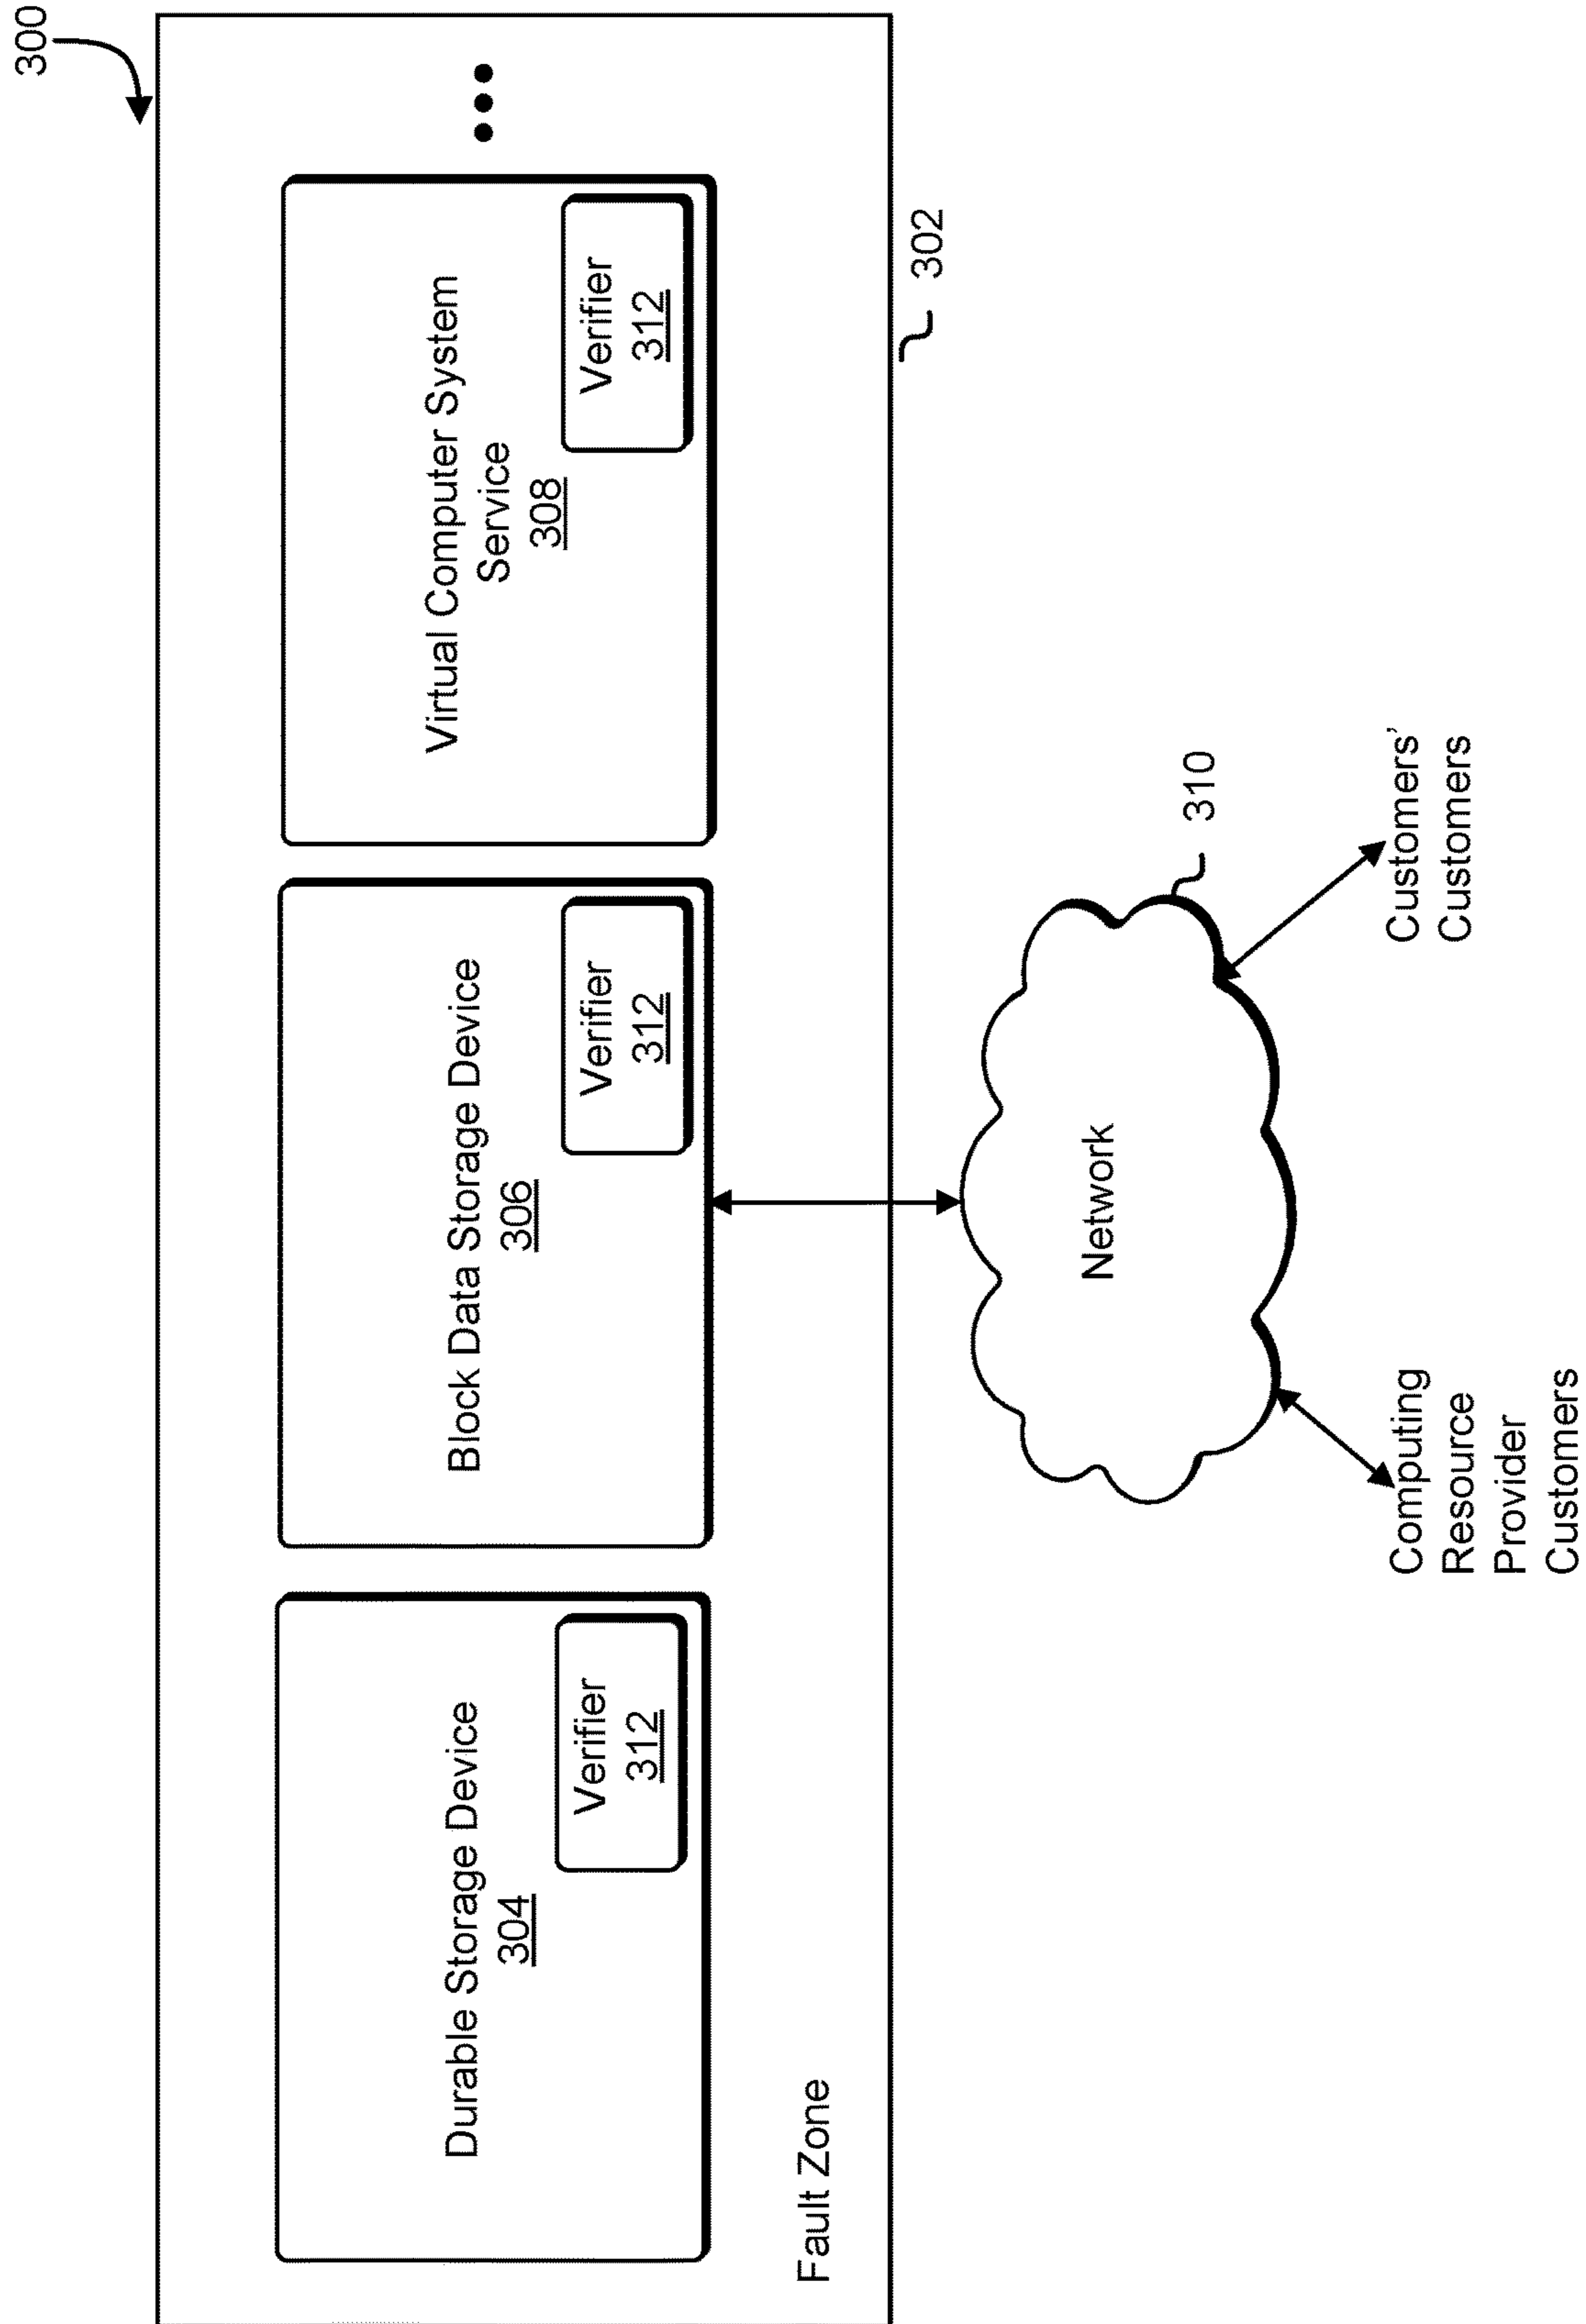 300
Durable Storage Device
304
Verifier
312
Block Data Storage Device
306
Verifier
312
Virtual Computer System
Service
308
Verifier
312
Fault Zone
302
Network
310
Computing
Resource
Provider
Customers
Customers’
Customers